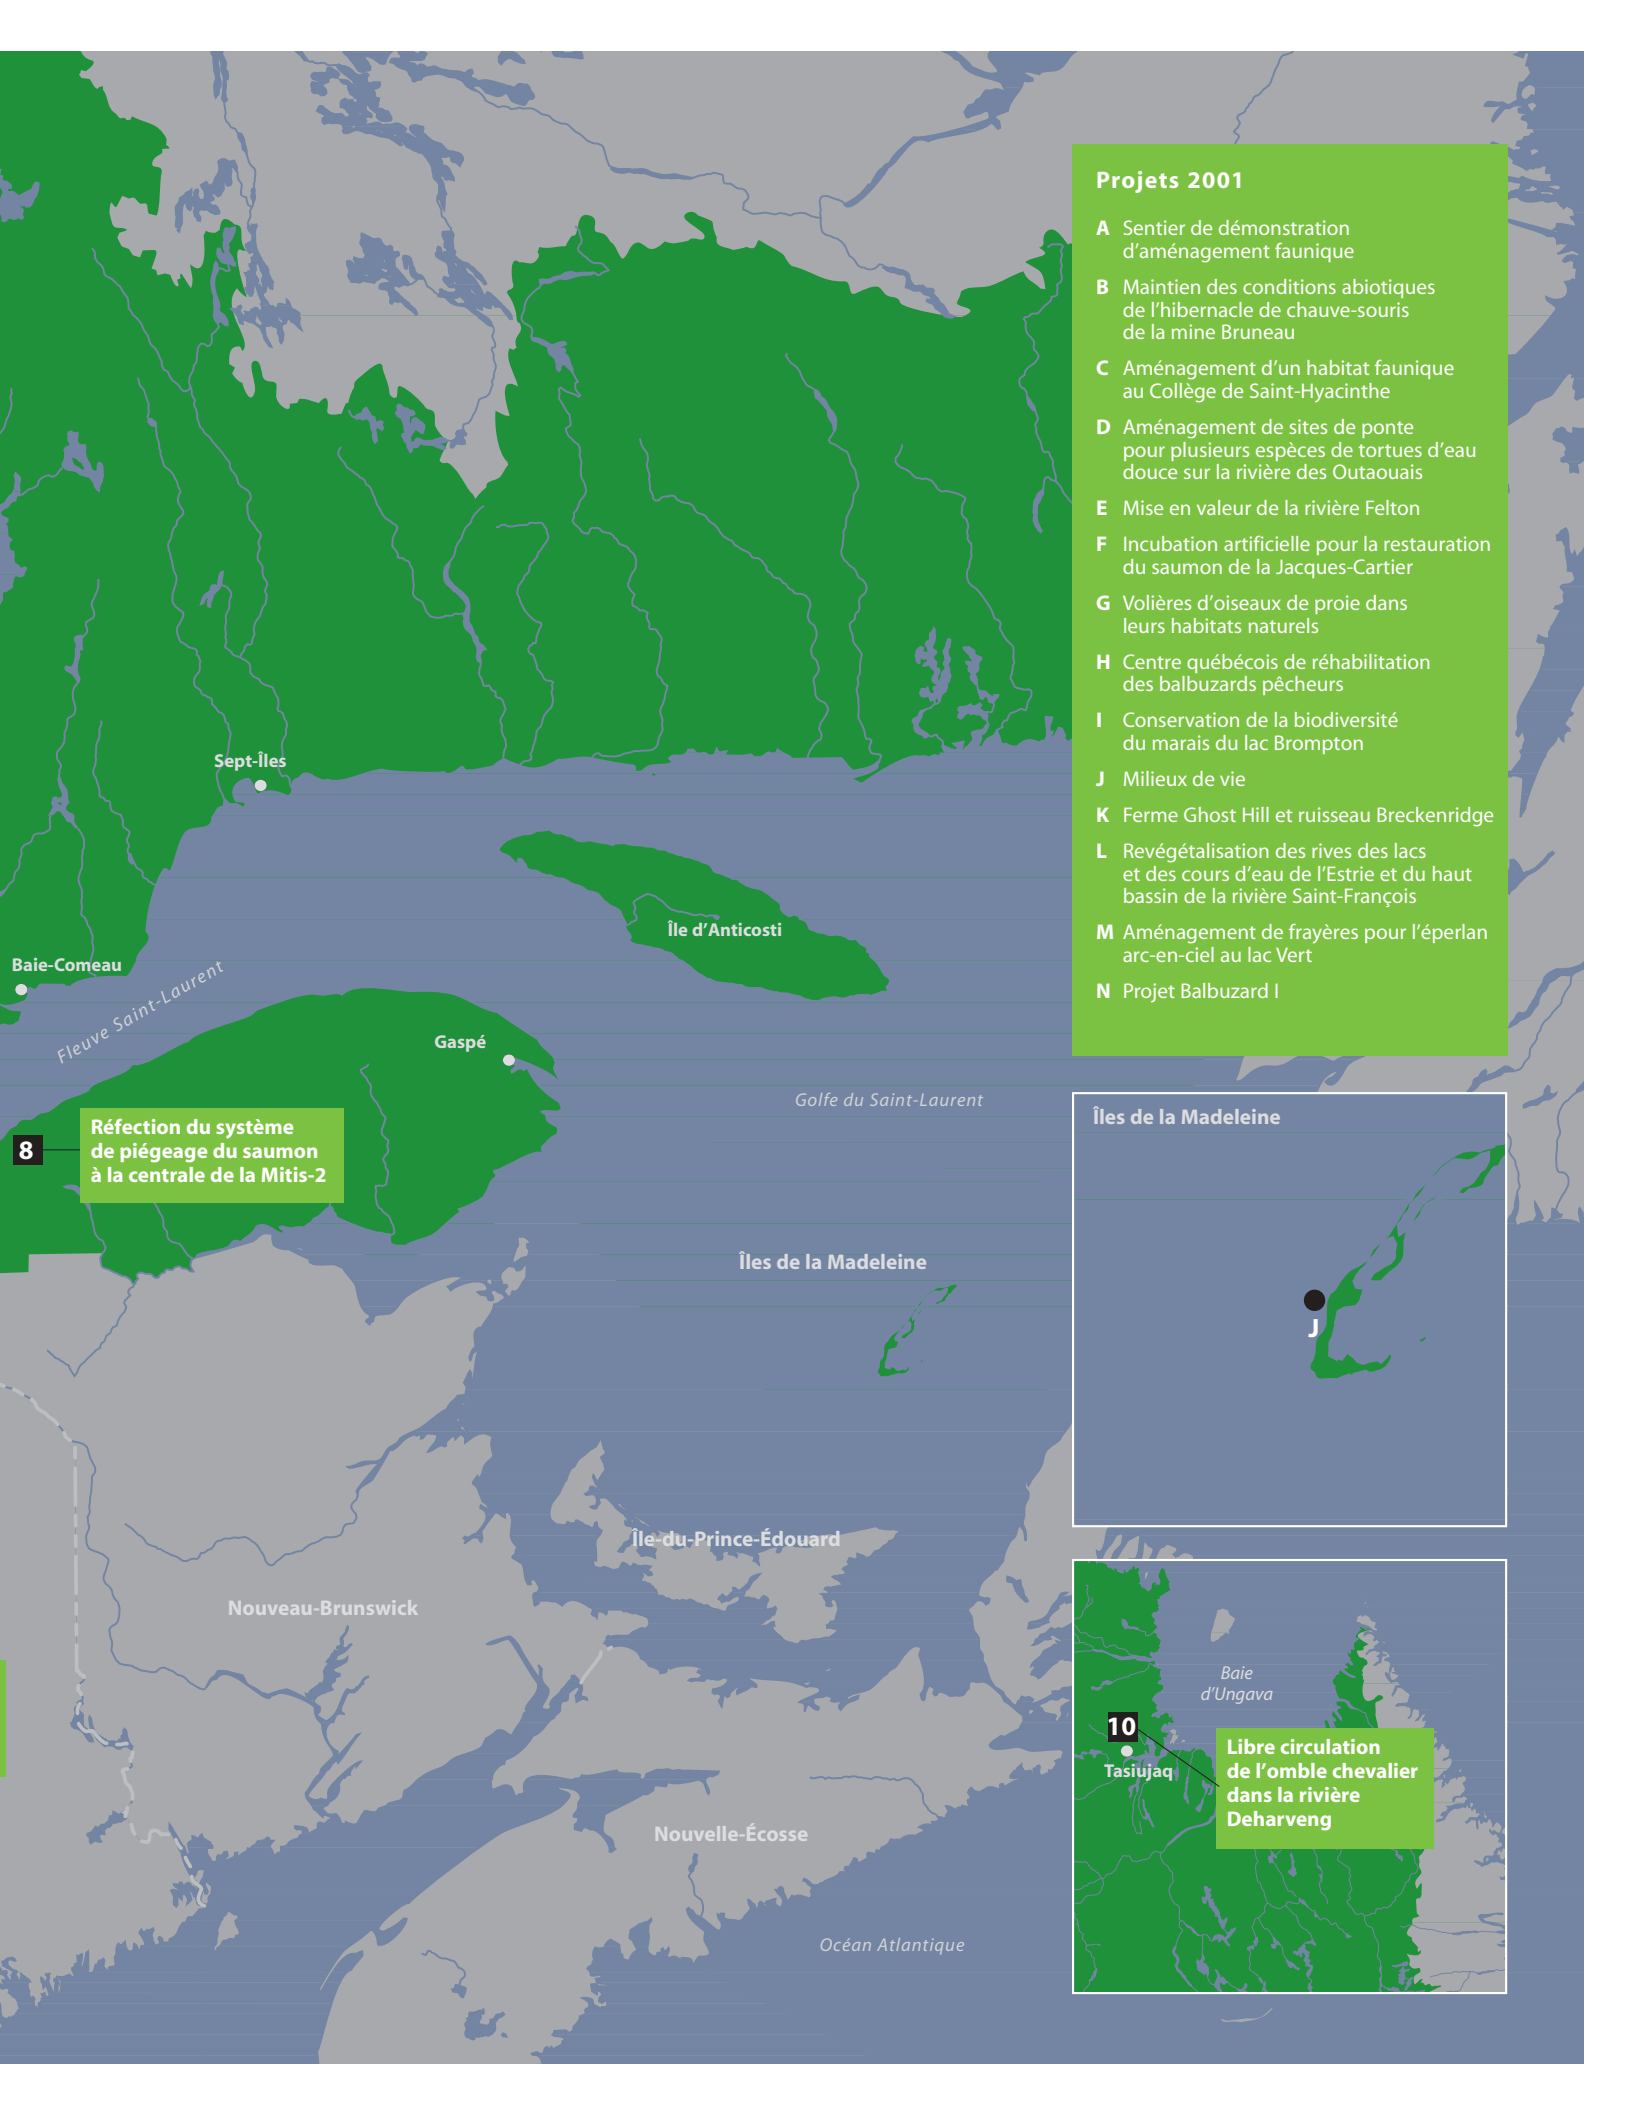 Projets 2001
A Sentier de démonstration
d’aménagement faunique
B Maintien des conditions abiotiques
de l’hibernacle de chauve-souris
de la mine Bruneau
C Aménagement d’un habitat faunique
au Collège de Saint-Hyacinthe
D Aménagement de sites de ponte
pour plusieurs espèces de tortues d’eau
douce sur la rivière des Outaouais
E Mise en valeur de la rivière Felton
F Incubation artificielle pour la restauration
du saumon de la Jacques-Cartier
G Volières d’oiseaux de proie dans
leurs habitats naturels
H Centre québécois de réhabilitation
des balbuzards pêcheurs
I Conservation de la biodiversité
du marais du lac Brompton
J Milieux de vie
K Ferme Ghost Hill et ruisseau Breckenridge
L Revégétalisation des rives des lacs
et des cours d’eau de l’Estrie et du haut
bassin de la rivière Saint-François
M Aménagement de frayères pour l’éperlan
arc-en-ciel au lac Vert
N Projet Balbuzard I
Sept-Îles
Île d’Anticosti
Baie-Comeau
Fleuve Saint-Laurent
Gaspé
Golfe du Saint-Laurent
8
Réfection du système
de piégeage du saumon
à la centrale de la Mitis-2
Îles de la Madeleine
Îles de la Madeleine
J
Île-du-Prince-Édouard
Nouveau-Brunswick
Nouvelle-Écosse
Océan Atlantique
Baie
d’Ungava
10
Tasiujaq
Libre circulation
de l’omble chevalier
dans la rivière
Deharveng